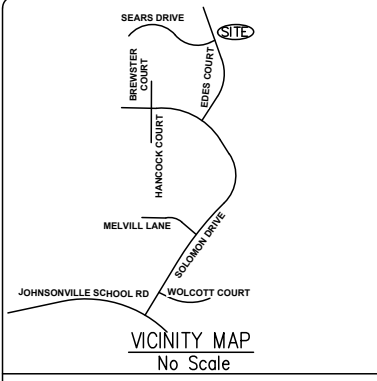 SEARS DRIVE
SITE
BREWSTER
COURT
EDES COURT
HANCOCK COURT
MELVILL LANE
SOLOMON DRIVE
JOHNSONVILLE SCHOOL RD
WOLCOTT COURT
VICINITY MAP
No Scale